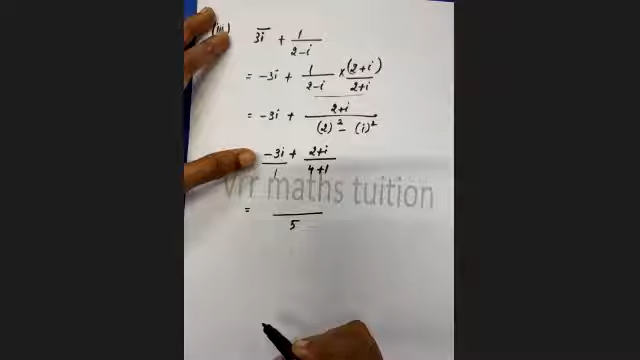 (iii) 3i̅ + 1/(2-i)
= -3i + 1/(2-i) × (2+i)/(2+i)
= -3i + (2+i)/((2)² - (i)²)
-3i/1 + (2+i)/(4+1)
vrr maths tuition
= /5